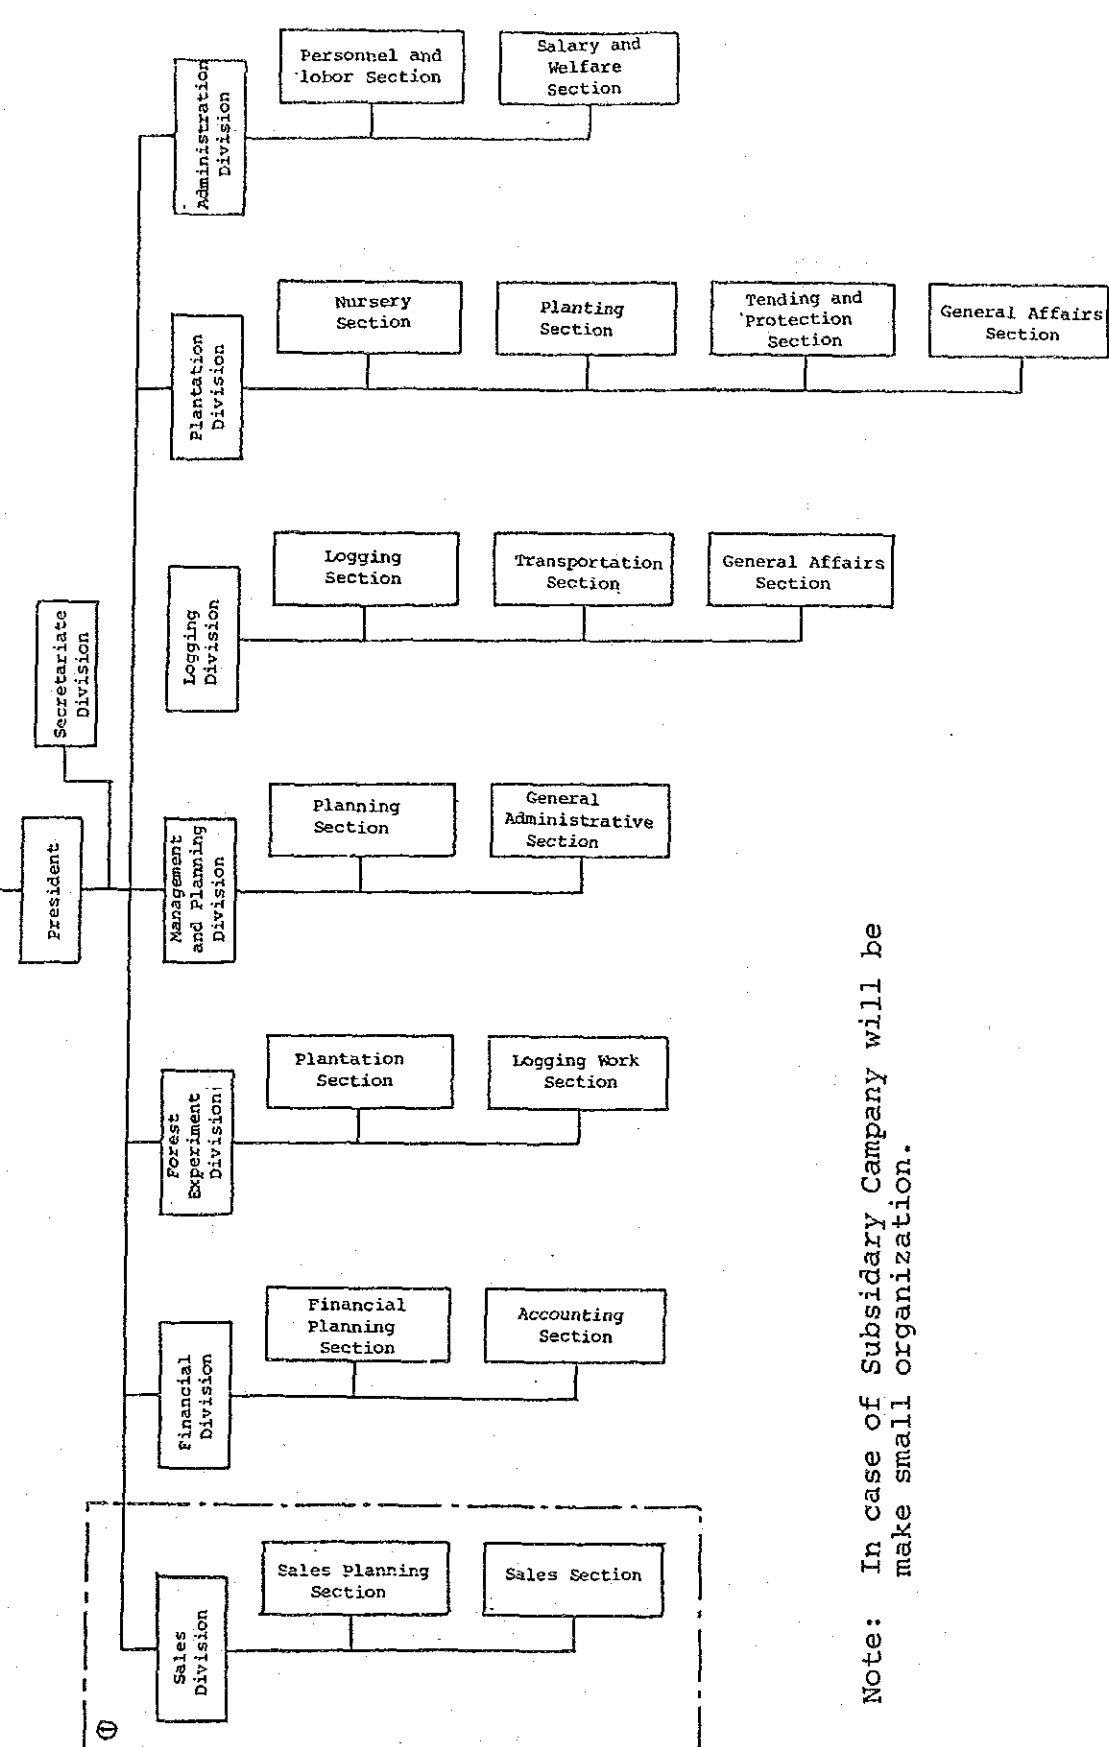 President
Secretariate
Division
Administration
Division
Personnel and
lobor Section
Salary and
Welfare
Section
Plantation
Division
Nursery
Section
Planting
Section
Tending and
Protection
Section
General Affairs
Section
Logging
Division
Logging
Section
Transportation
Section
General Affairs
Section
Management
and Planning
Division
Planning
Section
General
Administrative
Section
Forest
Experiment
Division
Plantation
Section
Logging Work
Section
Financial
Division
Financial
Planning
Section
Accounting
Section
①
Sales
Division
Sales Planning
Section
Sales Section
Note: In case of Subsidary Campany will be
make small organization.